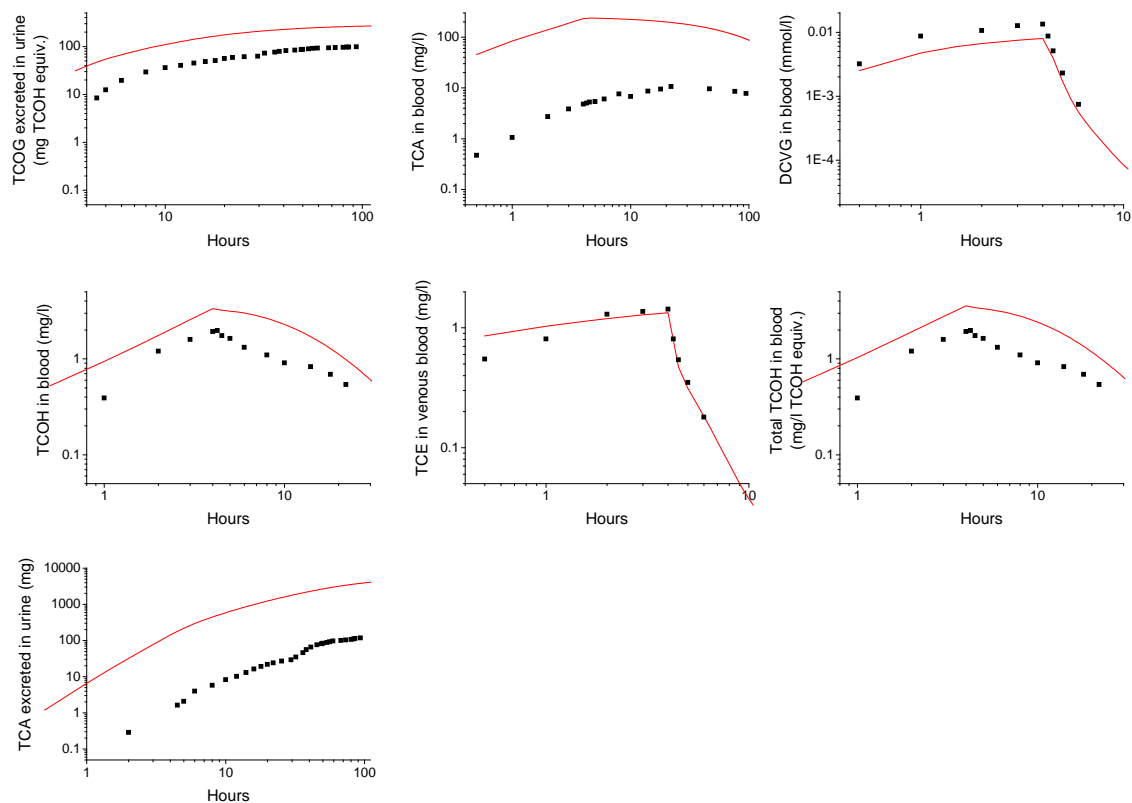 TCOG excreted in urine
(mg TCOH equiv.)
100
10
1
0.1
10
100
Hours
TCA in blood (mg/l)
100
10
1
0.1
1
10
100
Hours
DCVG in blood (mmol/l)
0.01
1E-3
1E-4
1
10
Hours
TCOH in blood (mg/l)
1
0.1
1
10
Hours
TCE in venous blood (mg/l)
1
0.1
1
10
Hours
Total TCOH in blood
(mg/l TCOH equiv.)
1
0.1
1
10
Hours
TCA excreted in urine (mg)
10000
1000
100
10
1
0.1
1
10
100
Hours